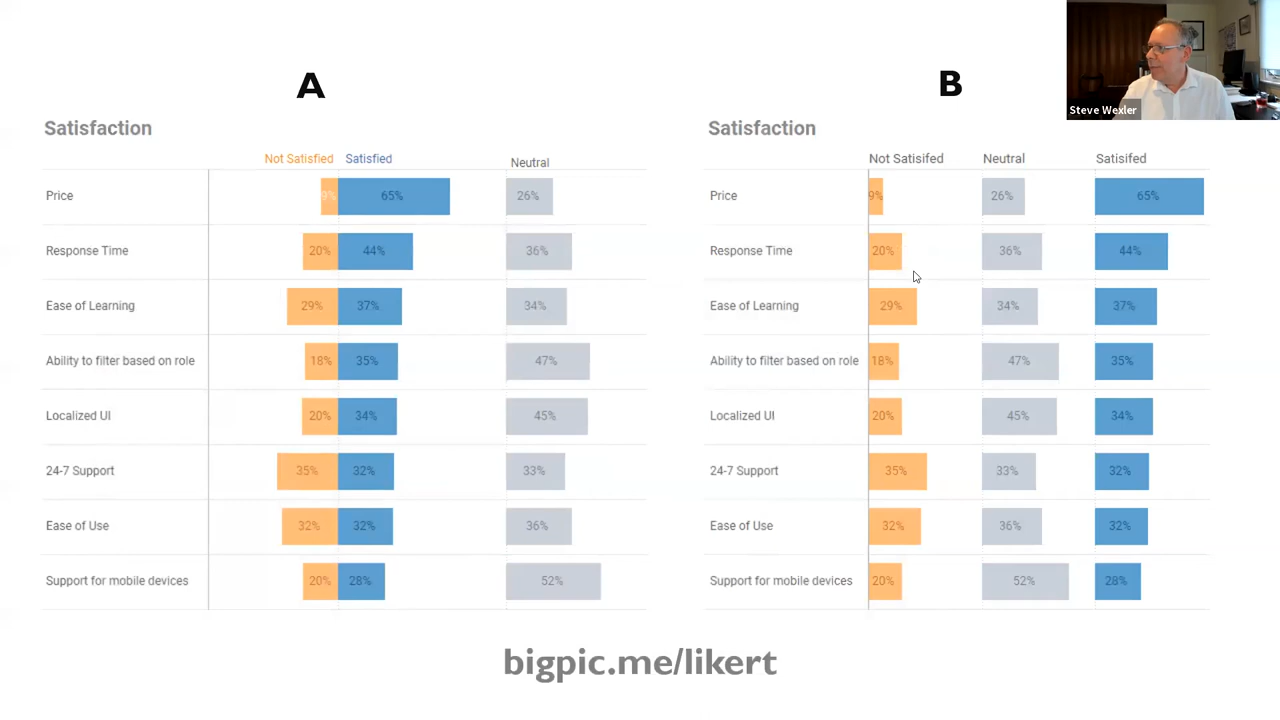 A
B
Steve Wexler
Satisfaction
Not Satisfied Satisfied Neutral
Price 9% 65% 26%
Response Time 20% 44% 36%
Ease of Learning 29% 37% 34%
Ability to filter based on role 18% 35% 47%
Localized UI 20% 34% 45%
24-7 Support 35% 32% 33%
Ease of Use 32% 32% 36%
Support for mobile devices 20% 28% 52%
Satisfaction
Not Satisifed Neutral Satisifed
Price 9% 26% 65%
Response Time 20% 36% 44%
Ease of Learning 29% 34% 37%
Ability to filter based on role 18% 47% 35%
Localized UI 20% 45% 34%
24-7 Support 35% 33% 32%
Ease of Use 32% 36% 32%
Support for mobile devices 20% 52% 28%
bigpic.me/likert